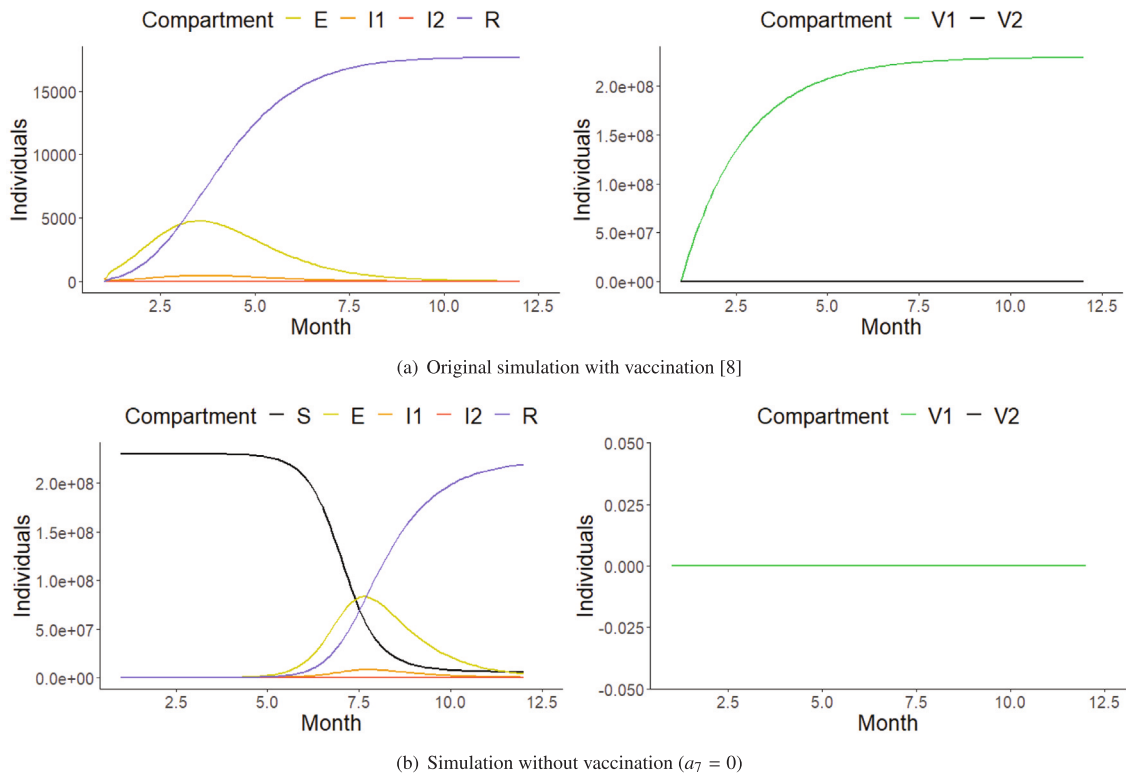 Compartment E I1 I2 R
Compartment V1 V2
Individuals
15000
10000
5000
0
2.5 5.0 7.5 10.0 12.5
Month
Individuals
2.0e+08
1.5e+08
1.0e+08
5.0e+07
0.0e+00
2.5 5.0 7.5 10.0 12.5
Month
(a) Original simulation with vaccination [8]
Compartment S E I1 I2 R
Compartment V1 V2
Individuals
2.0e+08
1.5e+08
1.0e+08
5.0e+07
0.0e+00
2.5 5.0 7.5 10.0 12.5
Month
Individuals
0.050
0.025
0.000
-0.025
-0.050
2.5 5.0 7.5 10.0 12.5
Month
(b) Simulation without vaccination (a₇ = 0)